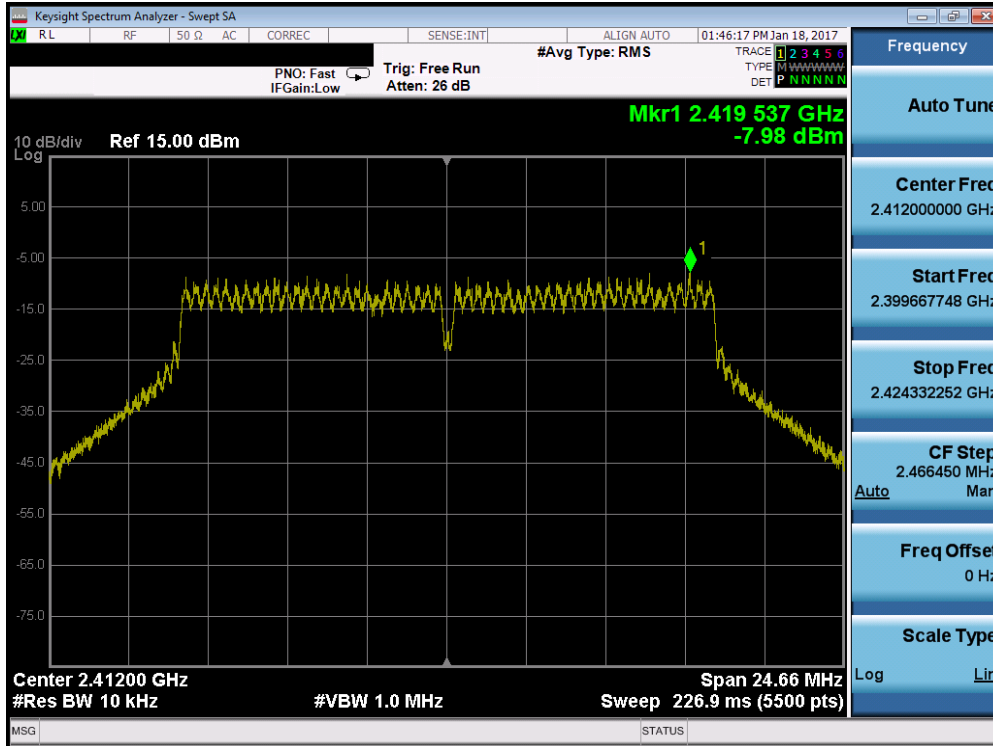 Keysight Spectrum Analyzer - Swept SA
LXI RL RF 50 Ω AC CORREC SENSE:INT ALIGN AUTO 01:46:17 PM Jan 18, 2017
#Avg Type: RMS
TRACE 1 2 3 4 5 6
TYPE M WWWWW
DET P N N N N N
PNO: Fast
IFGain:Low
Trig: Free Run
Atten: 26 dB
Mkr1 2.419 537 GHz
-7.98 dBm
10 dB/div
Log
Ref 15.00 dBm
5.00
-5.00
-15.0
-25.0
-35.0
-45.0
-55.0
-65.0
-75.0
1
Center 2.41200 GHz
Span 24.66 MHz
#Res BW 10 kHz
#VBW 1.0 MHz
Sweep 226.9 ms (5500 pts)
MSG
STATUS
Frequency
Auto Tune
Center Freq
2.412000000 GHz
Start Freq
2.399667748 GHz
Stop Freq
2.424332252 GHz
CF Step
2.466450 MHz
Auto Man
Freq Offset
0 Hz
Scale Type
Log Lin